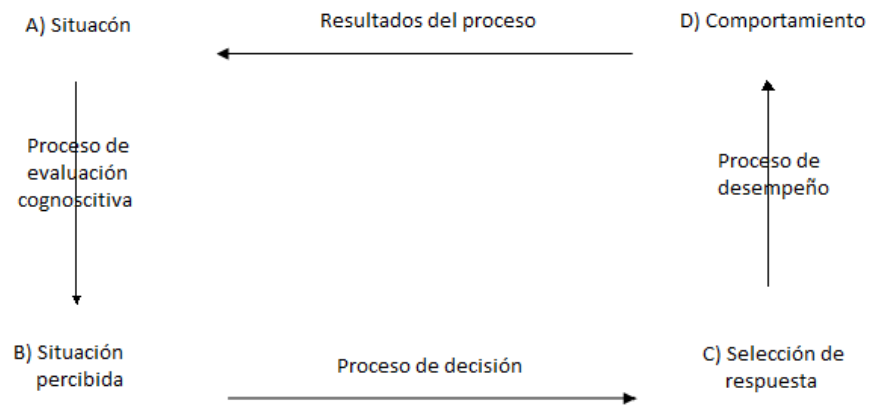 A) Situacón
Resultados del proceso
D) Comportamiento
Proceso de
evaluación
cognoscitiva
Proceso de
desempeño
B) Situación
percibida
Proceso de decisión
C) Selección de
respuesta